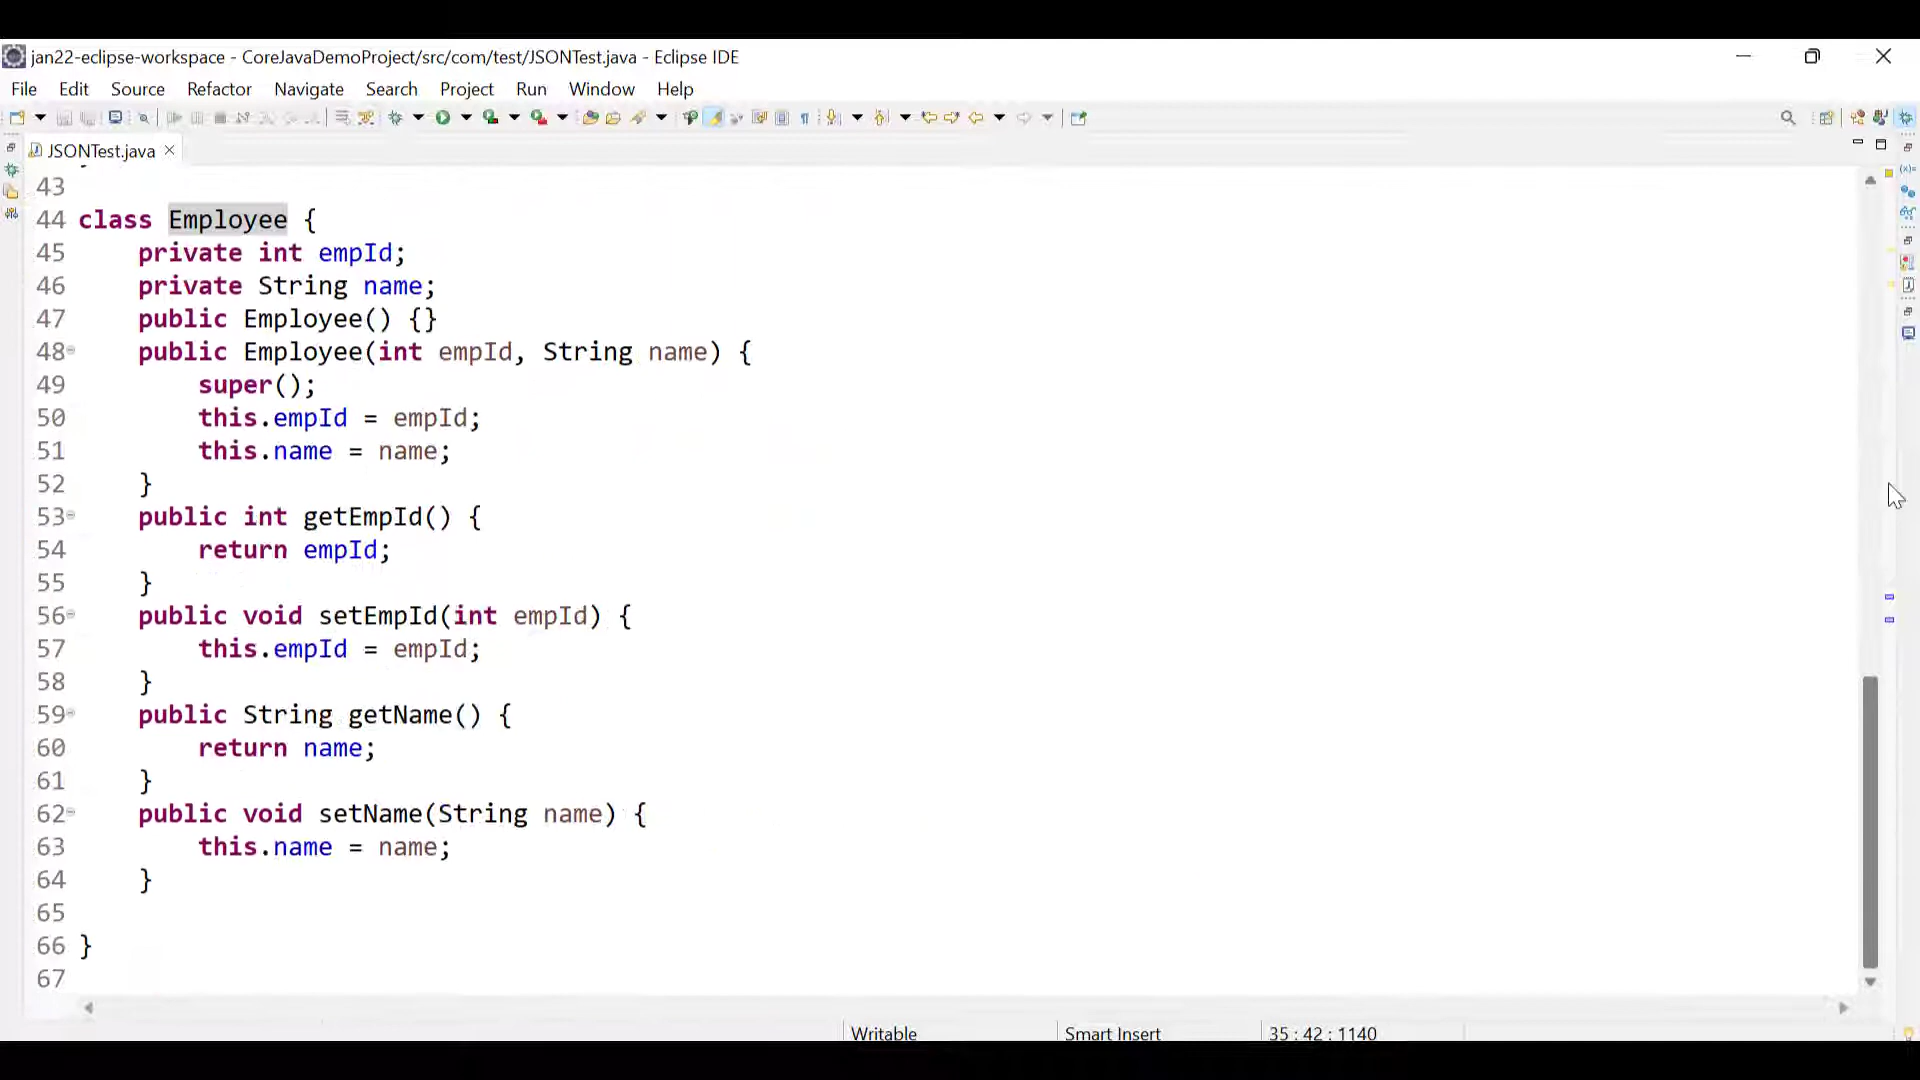 jan22-eclipse-workspace - CoreJavaDemoProject/src/com/test/JSONTest.java - Eclipse IDE
File Edit Source Refactor Navigate Search Project Run Window Help
JSONTest.java
43
44 class Employee {
45     private int empId;
46     private String name;
47     public Employee() {}
48     public Employee(int empId, String name) {
49         super();
50         this.empId = empId;
51         this.name = name;
52     }
53     public int getEmpId() {
54         return empId;
55     }
56     public void setEmpId(int empId) {
57         this.empId = empId;
58     }
59     public String getName() {
60         return name;
61     }
62     public void setName(String name) {
63         this.name = name;
64     }
65
66 }
67
Writable Smart Insert 35 : 42 : 1140